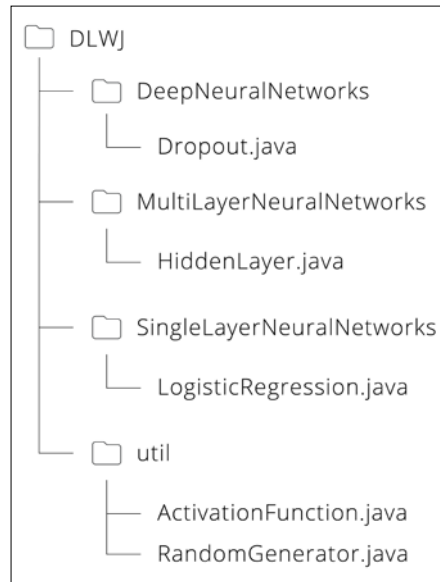 DLWJ
DeepNeuralNetworks
Dropout.java
MultiLayerNeuralNetworks
HiddenLayer.java
SingleLayerNeuralNetworks
LogisticRegression.java
util
ActivationFunction.java
RandomGenerator.java